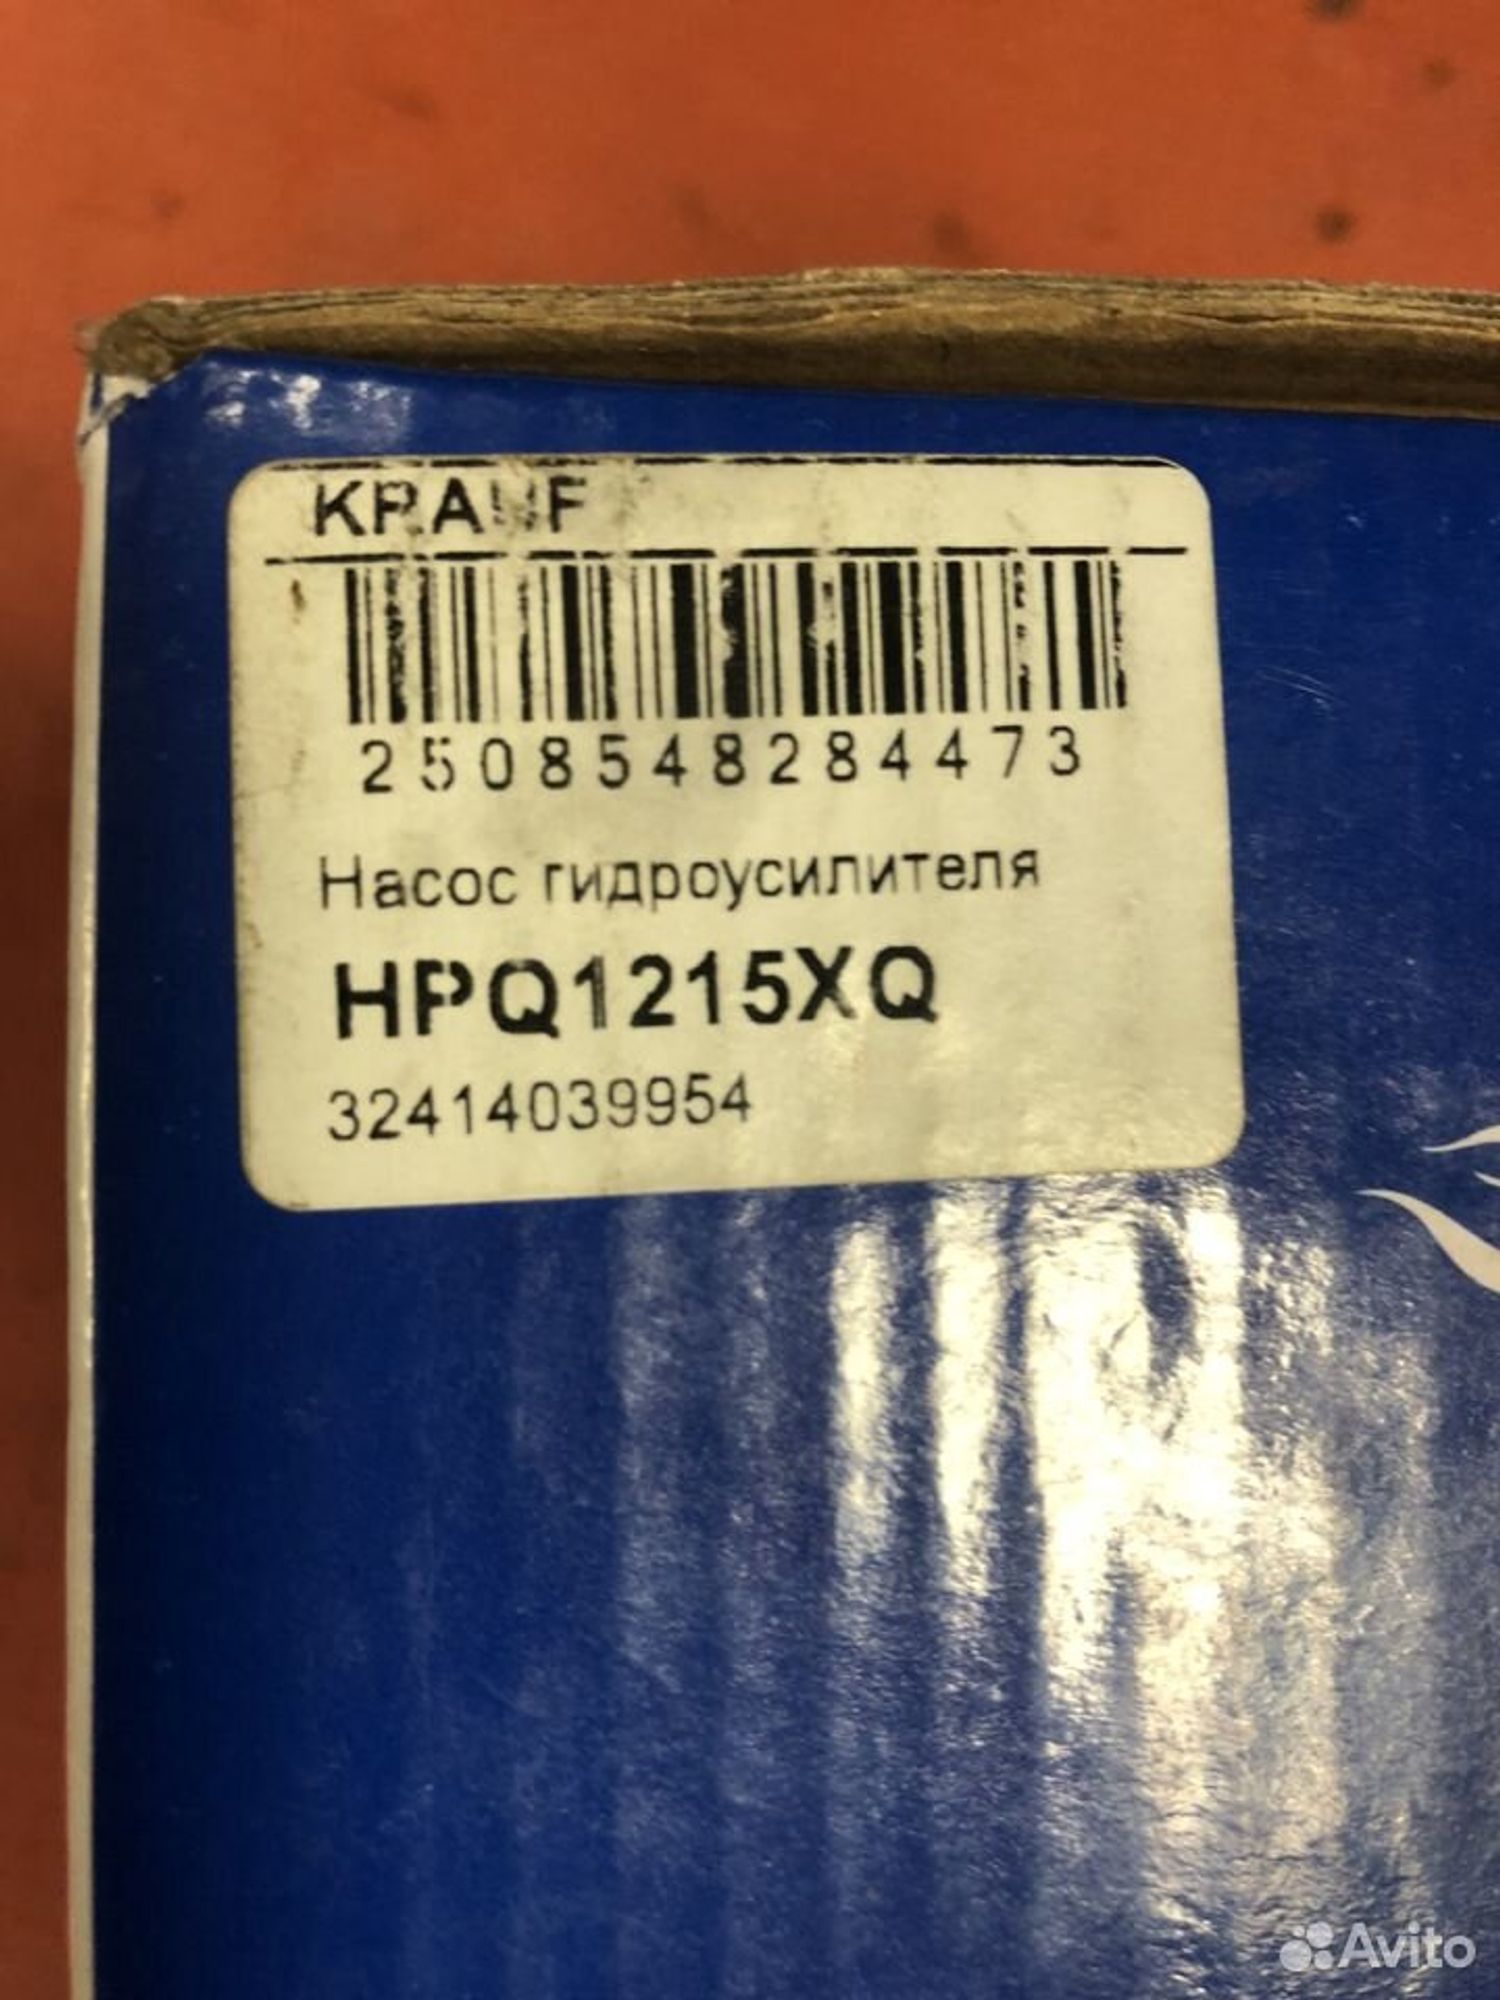 KRAUF
2508548284473
Насос гидроусилителя
HPQ1215XQ
32414039954
Avito